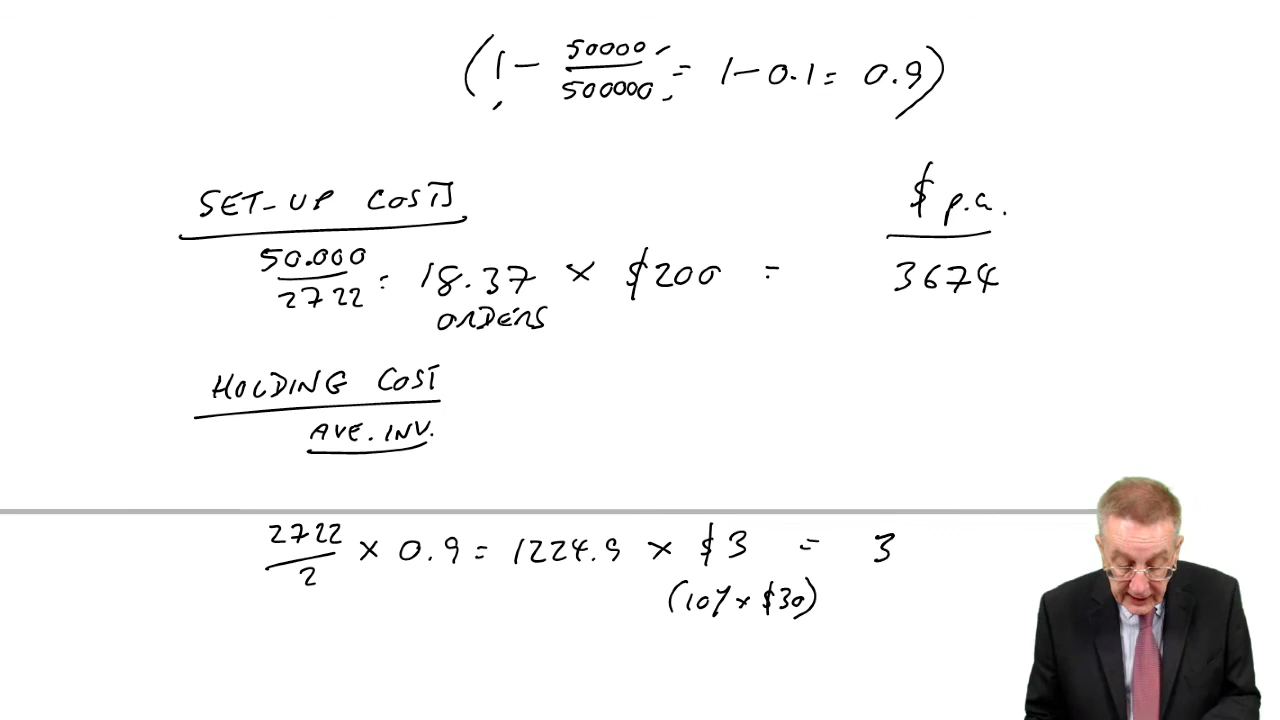 (1 - 50000/500000 = 1 - 0.1 = 0.9)
$ p.a.
SET-UP COSTS
50.000/2722 = 18.37 × $200 = 3674
ORDERS
HOLDING COST
AVE. INV.
2722/2 × 0.9 = 1224.9 × $3 = 3
(10% × $30)